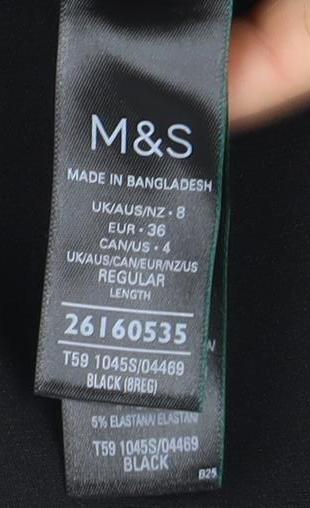 M&S
MADE IN BANGLADESH
UK/AUS/NZ • 8
EUR • 36
CAN/US • 4
UK/AUS/CAN/EUR/NZ/US
REGULAR
LENGTH
26160535
T59 1045S/04469
BLACK (8REG)
5% ELASTANA/ ELASTAN
T59 1045S/04469
BLACK
B25